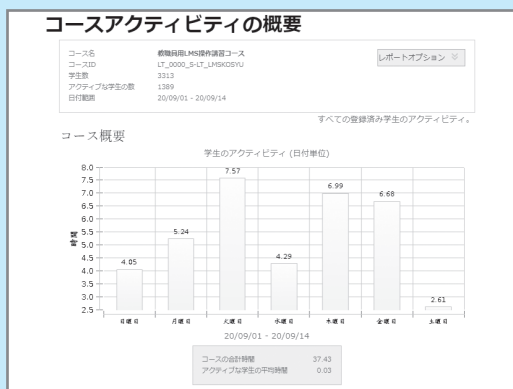 コースアクティビティの概要
コース名 教職員用LMS操作講習コース
コースID LT_0000_S-LT_LMSKOSYU
学生数 3313
アクティブな学生の数 1389
日付範囲 20/09/01 - 20/09/14
レポートオプション
すべての登録済み学生のアクティビティ。
コース概要
学生のアクティビティ (日付単位)
時間
8.0
7.5
7.0
6.5
6.0
5.5
5.0
4.5
4.0
3.5
3.0
2.5
4.05 5.24 7.57 4.29 6.99 6.68 2.61
日曜日 月曜日 火曜日 水曜日 木曜日 金曜日 土曜日
20/09/01 - 20/09/14
コースの合計時間 37.43
アクティブな学生の平均時間 0.03